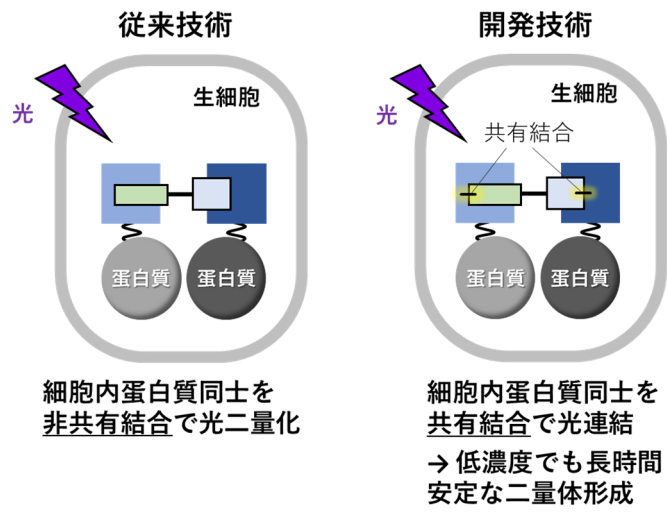 従来技術
光
生細胞
蛋白質
蛋白質
細胞内蛋白質同士を
非共有結合で光二量化
開発技術
光
生細胞
共有結合
蛋白質
蛋白質
細胞内蛋白質同士を
共有結合で光連結
→ 低濃度でも長時間
安定な二量体形成